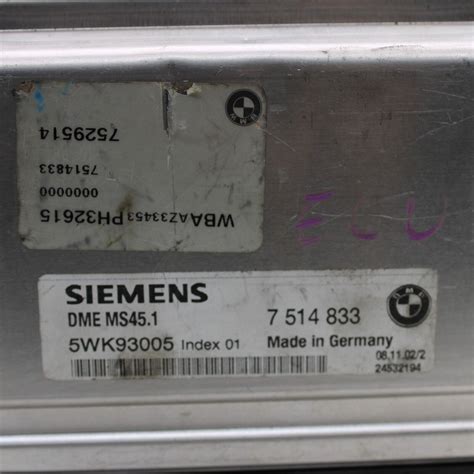 7529514
7514833
0000000
WBAAZ33453PH32615
BMW
ECU
SIEMENS
DME MS45.1
5WK93005 Index 01
7 514 833
Made in Germany
08.11.02/2
24532194